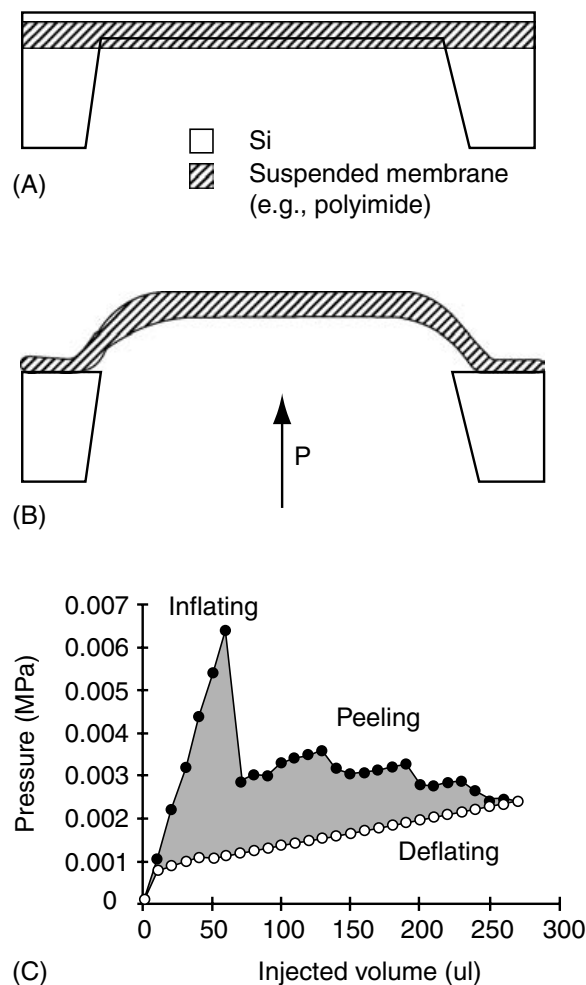 Si
Suspended membrane
(e.g., polyimide)
(A)
P
(B)
0.007
0.006
0.005
0.004
0.003
0.002
0.001
0
Pressure (MPa)
Inflating
Peeling
Deflating
0 50 100 150 200 250 300
Injected volume (ul)
(C)